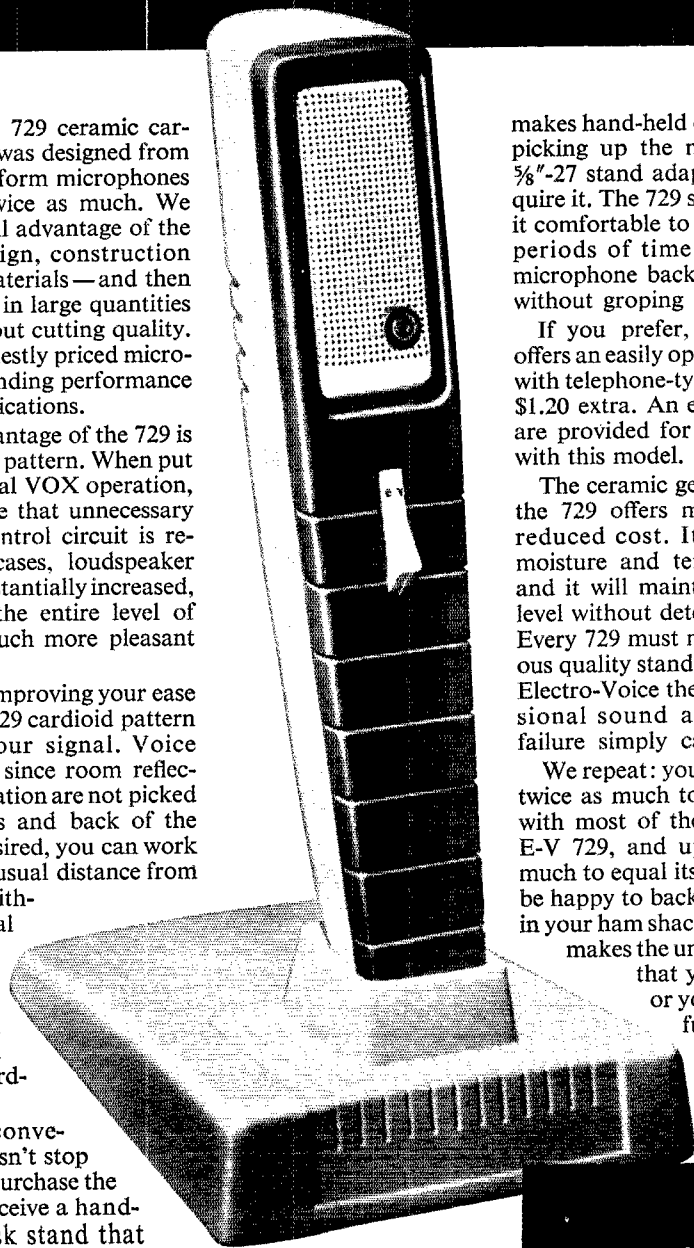 729 ceramic car-
was designed from
form microphones
vice as much. We
l advantage of the
ign, construction
aterials—and then
in large quantities
out cutting quality.
estly priced micro-
nding performance
ications.
antage of the 729 is
pattern. When put
al VOX operation,
e that unnecessary
ntrol circuit is re-
cases, loudspeaker
stantially increased,
the entire level of
uch more pleasant
mproving your ease
29 cardioid pattern
our signal. Voice
since room reflec-
ation are not picked
s and back of the
sired, you can work
usual distance from
ith-
al
rd-
conve-
sn't stop
urchase the
ceive a hand-
sk stand that
makes hand-held
picking up the
⅝"-27 stand adap
quire it. The 729 s
it comfortable to
periods of time
microphone back
without groping
If you prefer,
offers an easily op
with telephone-ty
$1.20 extra. An e
are provided for
with this model.
The ceramic ge
the 729 offers m
reduced cost. It
moisture and te
and it will maint
level without det
Every 729 must
ous quality stand
Electro-Voice the
sional sound a
failure simply ca
We repeat: you
twice as much to
with most of the
E-V 729, and up
much to equal its
be happy to back
in your ham shac
makes the un
that y
or yo
fu
EV